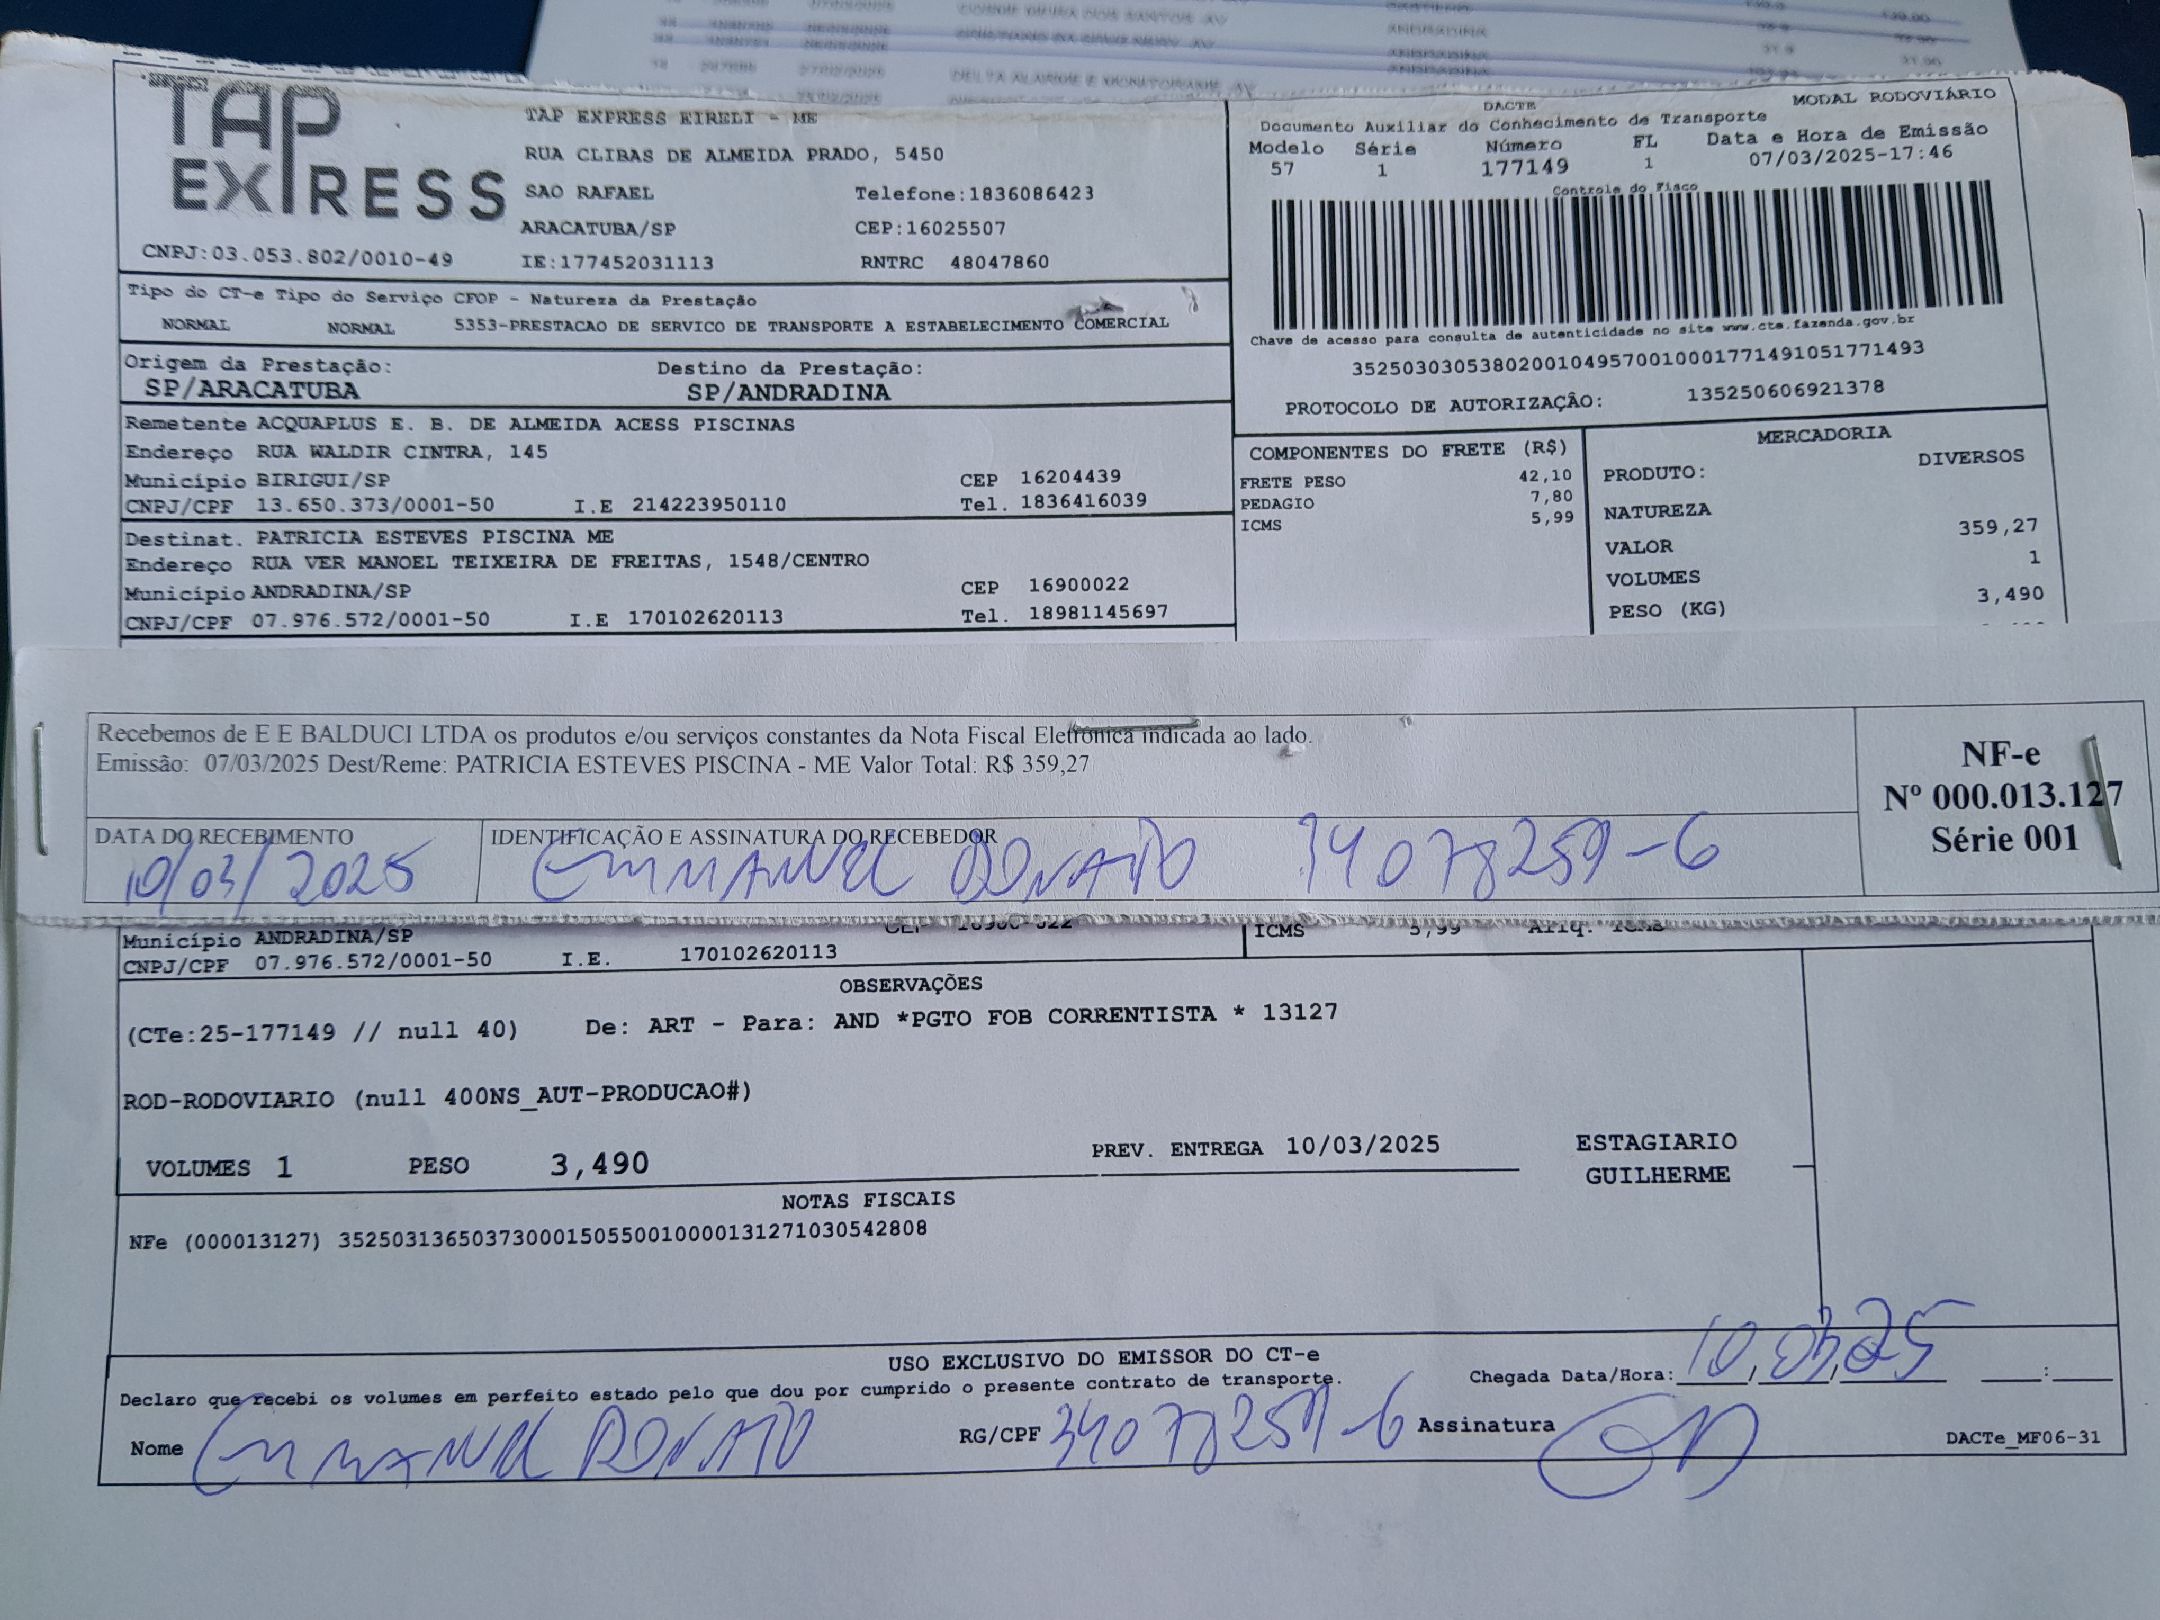 TAP EXPRESS
TAP EXPRESS EIRELI - ME
RUA CLIBAS DE ALMEIDA PRADO, 5450
SAO RAFAEL Telefone:1836086423
ARACATUBA/SP CEP:16025507
CNPJ:03.053.802/0010-49 IE:177452031113 RNTRC 48047860
DACTE MODAL RODOVIÁRIO
Documento Auxiliar do Conhecimento de Transporte
Modelo Série Número FL Data e Hora de Emissão
57 1 177149 1 07/03/2025-17:46
Controle do Fisco
Chave de acesso para consulta de autenticidade no site www.cte.fazenda.gov.br
35250303053802001049570010001771491051771493
PROTOCOLO DE AUTORIZAÇÃO: 135250606921378
Tipo do CT-e Tipo do Serviço CFOP - Natureza da Prestação
NORMAL NORMAL 5353-PRESTACAO DE SERVICO DE TRANSPORTE A ESTABELECIMENTO COMERCIAL
Origem da Prestação: Destino da Prestação:
SP/ARACATUBA SP/ANDRADINA
Remetente ACQUAPLUS E. B. DE ALMEIDA ACESS PISCINAS
Endereço RUA WALDIR CINTRA, 145
Município BIRIGUI/SP CEP 16204439
CNPJ/CPF 13.650.373/0001-50 I.E 214223950110 Tel. 1836416039
Destinat. PATRICIA ESTEVES PISCINA ME
Endereço RUA VER MANOEL TEIXEIRA DE FREITAS, 1548/CENTRO
Município ANDRADINA/SP CEP 16900022
CNPJ/CPF 07.976.572/0001-50 I.E 170102620113 Tel. 18981145697
COMPONENTES DO FRETE (R$)
FRETE PESO 42,10
PEDAGIO 7,80
ICMS 5,99
MERCADORIA
PRODUTO: DIVERSOS
NATUREZA
VALOR 359,27
VOLUMES 1
PESO (KG) 3,490
Recebemos de E E BALDUCI LTDA os produtos e/ou serviços constantes da Nota Fiscal Eletrônica indicada ao lado.
Emissão: 07/03/2025 Dest/Reme: PATRICIA ESTEVES PISCINA - ME Valor Total: R$ 359,27
NF-e
Nº 000.013.127
Série 001
DATA DO RECEBIMENTO IDENTIFICAÇÃO E ASSINATURA DO RECEBEDOR
10/03/2025 EMMANUEL DONATO 34078259-6
Município ANDRADINA/SP
ICMS 5,99
CNPJ/CPF 07.976.572/0001-50 I.E. 170102620113
OBSERVAÇÕES
(CTe:25-177149 // null 40) De: ART - Para: AND *PGTO FOB CORRENTISTA * 13127
ROD-RODOVIARIO (null 400NS_AUT-PRODUCAO#)
VOLUMES 1 PESO 3,490 PREV. ENTREGA 10/03/2025 ESTAGIARIO
GUILHERME
NOTAS FISCAIS
NFe (000013127) 35250313650373000150550010000131271030542808
USO EXCLUSIVO DO EMISSOR DO CT-e
Declaro que recebi os volumes em perfeito estado pelo que dou por cumprido o presente contrato de transporte. Chegada Data/Hora: 10,03,25 :
Nome EMMANUEL DONATO RG/CPF 34078259-6 Assinatura
DACTe_MF06-31